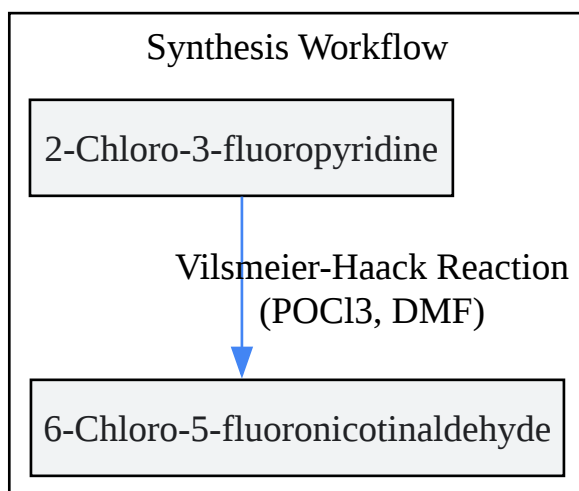 Synthesis Workflow
2-Chloro-3-fluoropyridine
Vilsmeier-Haack Reaction
(POCl3, DMF)
6-Chloro-5-fluoronicotinaldehyde